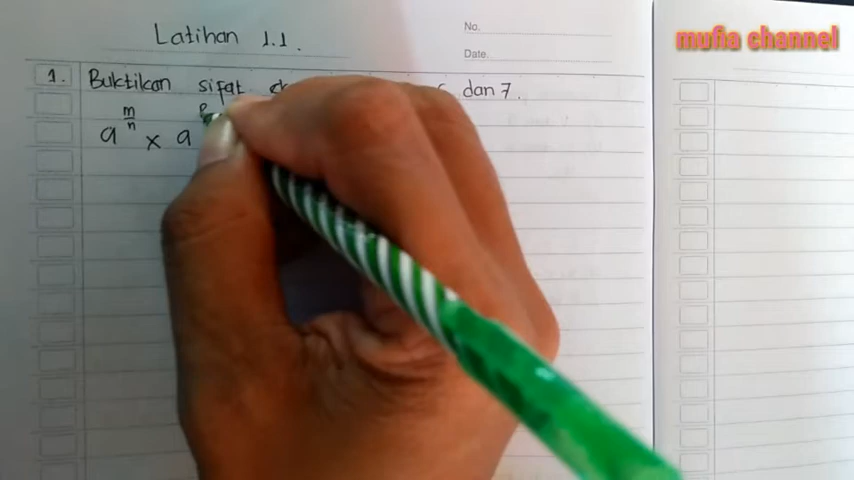 Latihan 1.1.
No.
Date.
mufia channel
1. Buktikan sifat dan 7.
a m/n × a